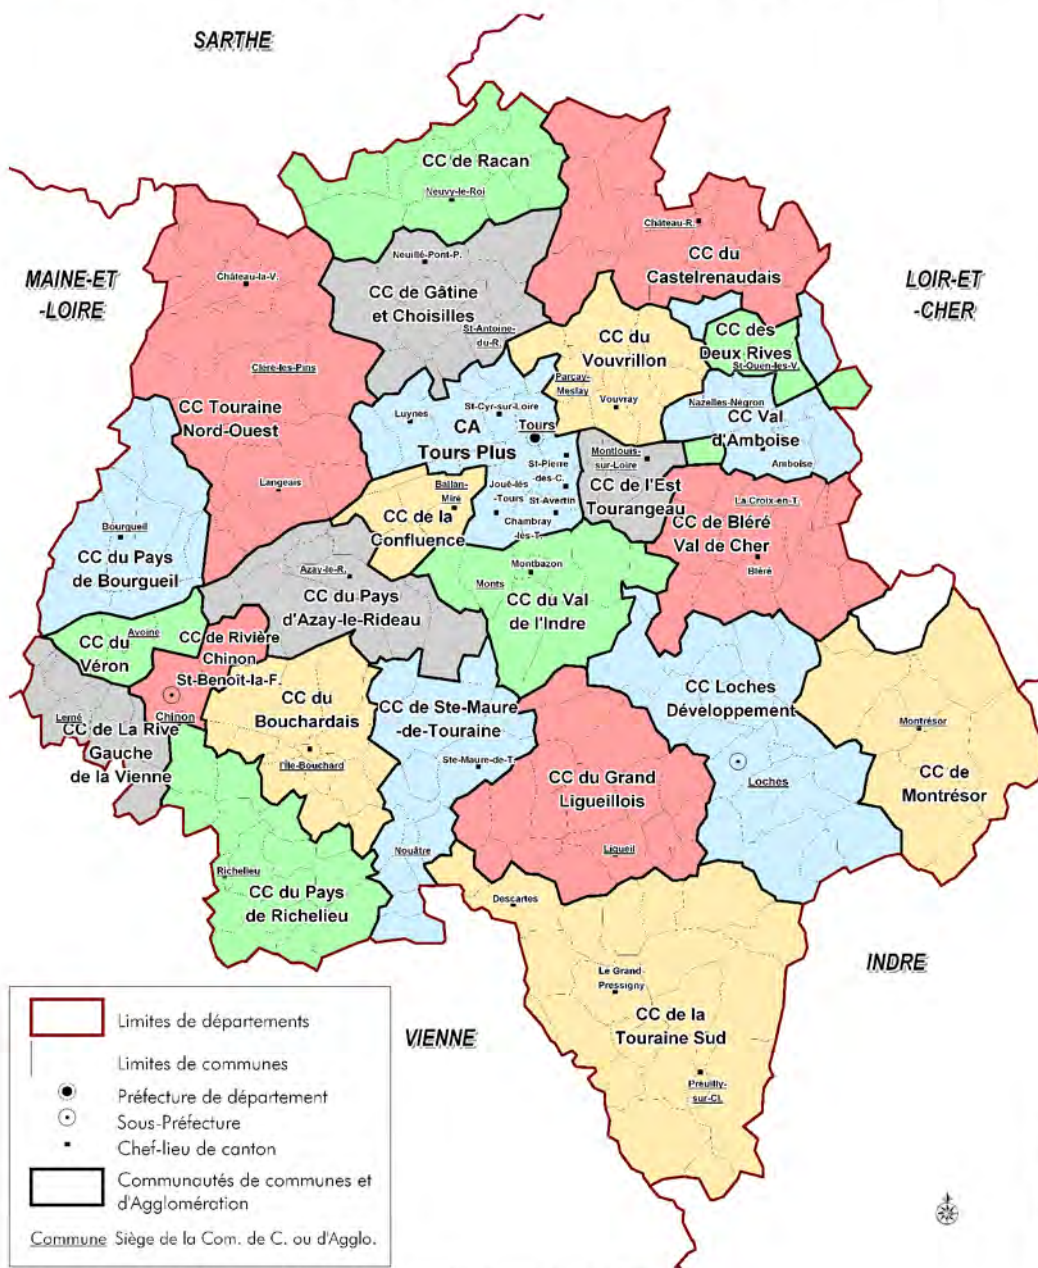 SARTHE
CC de Racan
Neuvy-le-Roi
Château-R.
MAINE-ET
-LOIRE
Château-la-V.
Neuillé-Pont-P.
CC du
Castelrenaudais
LOIR-ET
-CHER
CC de Gâtine
et Choisilles
St-Antoine-
du-R.
CC du
Vouvrillon
CC des
Deux Rives
St-Ouen-les-V.
Cléré-les-Pins
Parcay-
Meslay
Vouvray
Nazelles-Négron
CC Touraine
Nord-Ouest
Luynes
St-Cyr-sur-Loire
CA
Tours Plus
Tours
CC Val
d'Amboise
Amboise
Montlouis-
sur-Loire
St-Pierre
-des-C.
Langeais
Ballan-
Miré
Joué-lés
-Tours
St-Avertin
Chambray
-lès-T.
CC de l'Est
Tourangeau
La Croix-en-T.
CC de Bléré
Val de Cher
Bléré
CC de la
Confluence
Bourgueil
CC du Pays
de Bourgueil
Azay-le-R.
CC du Pays
d'Azay-le-Rideau
Montbazon
Monts
CC du Val
de l'Indre
Avoine
CC du
Véron
CC de Rivière
Chinon
St-Benoît-la-F.
Chinon
Lerné
CC de La Rive
Gauche
de la Vienne
CC du
Bouchardais
l'Île-Bouchard
CC de Ste-Maure
-de-Touraine
Ste-Maure-de-T.
Nouâtre
CC Loches
Développement
Loches
Montrésor
CC de
Montrésor
CC du Grand
Ligueillois
Ligueil
Richelieu
CC du Pays
de Richelieu
Descartes
Le Grand-
Pressigny
CC de la
Touraine Sud
Preuilly-
sur-Cl.
INDRE
VIENNE
Limites de départements
Limites de communes
Préfecture de département
Sous-Préfecture
Chef-lieu de canton
Communautés de communes et
d'Agglomération
Commune Siège de la Com. de C. ou d'Agglo.